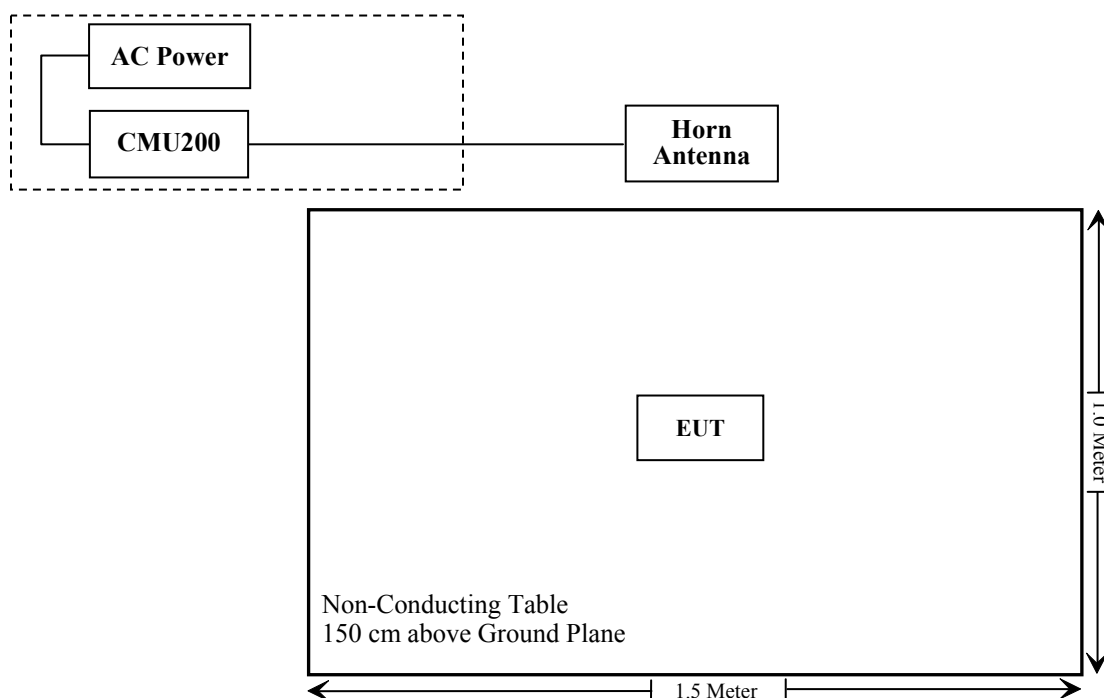 AC Power
CMU200
Horn
Antenna
EUT
1.0 Meter
Non-Conducting Table
150 cm above Ground Plane
1.5 Meter